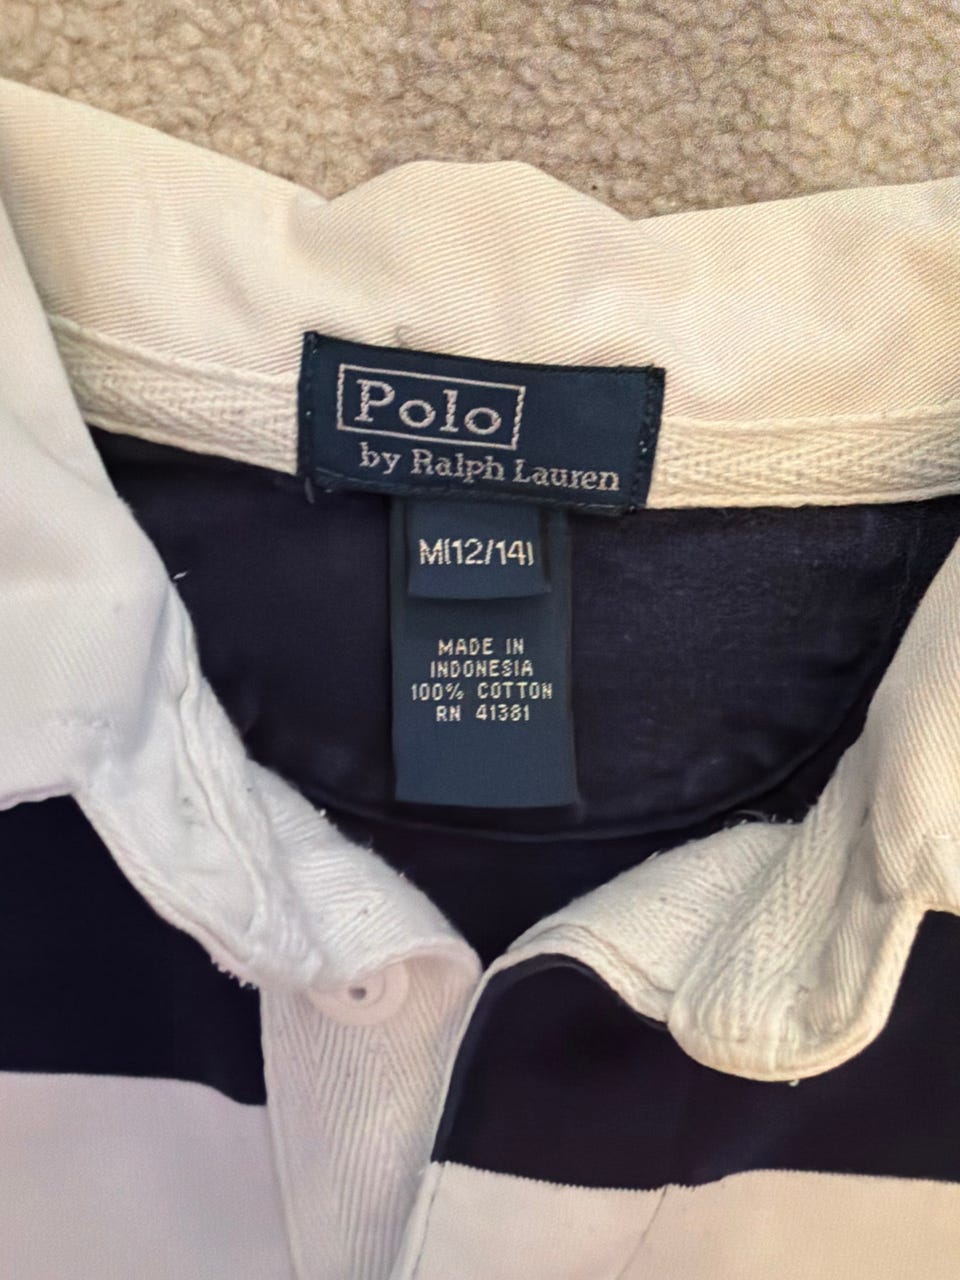 Polo
by Ralph Lauren
M(12/14)
MADE IN
INDONESIA
100% COTTON
RN 41381